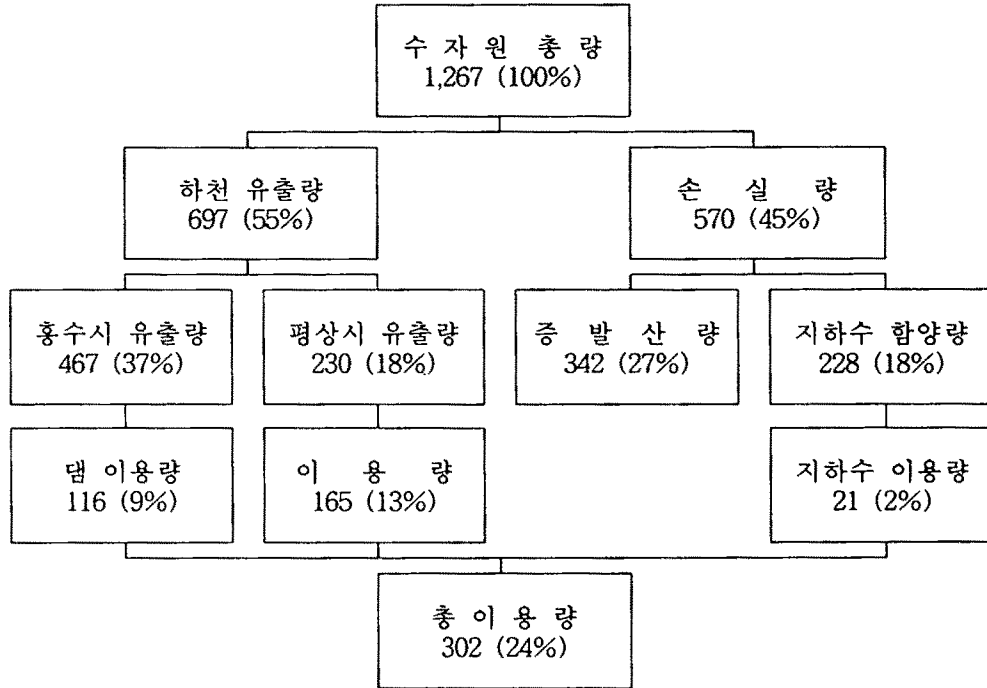 수 자 원 총 량
1,267 (100%)
하천 유출량
697 (55%)
손 실 량
570 (45%)
홍수시 유출량
467 (37%)
평상시 유출량
230 (18%)
증 발 산 량
342 (27%)
지하수 함양량
228 (18%)
댐 이용량
116 (9%)
이 용 량
165 (13%)
지하수 이용량
21 (2%)
총 이 용 량
302 (24%)